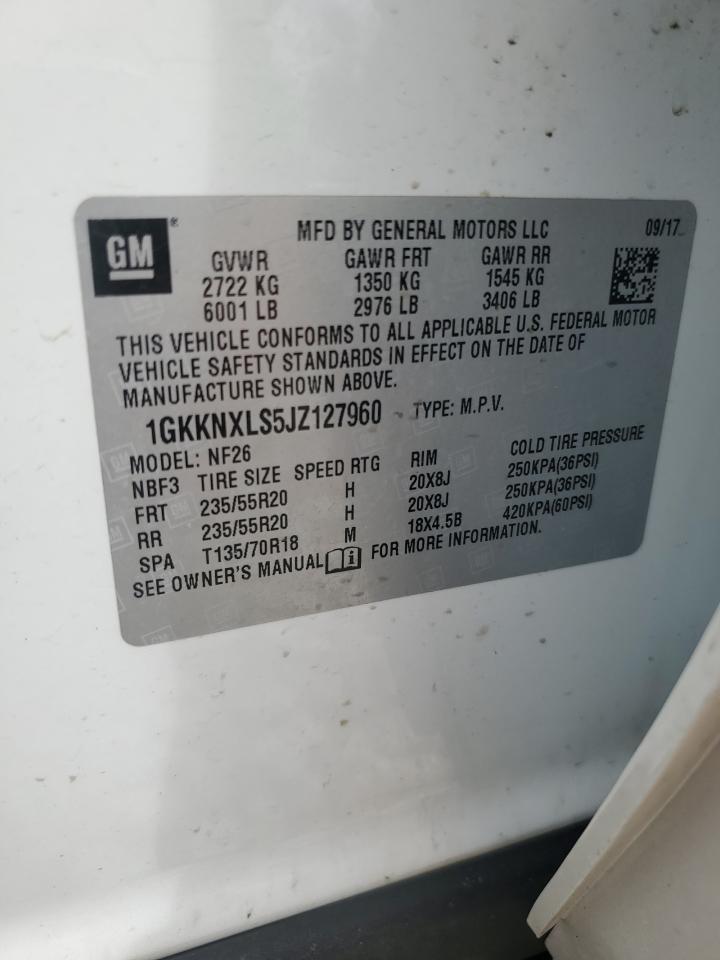 GM ® MFD BY GENERAL MOTORS LLC 09/17
GVWR GAWR FRT GAWR RR
2722 KG 1350 KG 1545 KG
6001 LB 2976 LB 3406 LB
THIS VEHICLE CONFORMS TO ALL APPLICABLE U.S. FEDERAL MOTOR
VEHICLE SAFETY STANDARDS IN EFFECT ON THE DATE OF
MANUFACTURE SHOWN ABOVE.
1GKKNXLS5JZ127960 TYPE: M.P.V.
MODEL: NF26
NBF3 TIRE SIZE SPEED RTG RIM COLD TIRE PRESSURE
FRT 235/55R20 H 20X8J 250KPA(36PSI)
RR 235/55R20 H 20X8J 250KPA(36PSI)
SPA T135/70R18 M 18X4.5B 420KPA(60PSI)
SEE OWNER'S MANUAL i FOR MORE INFORMATION.